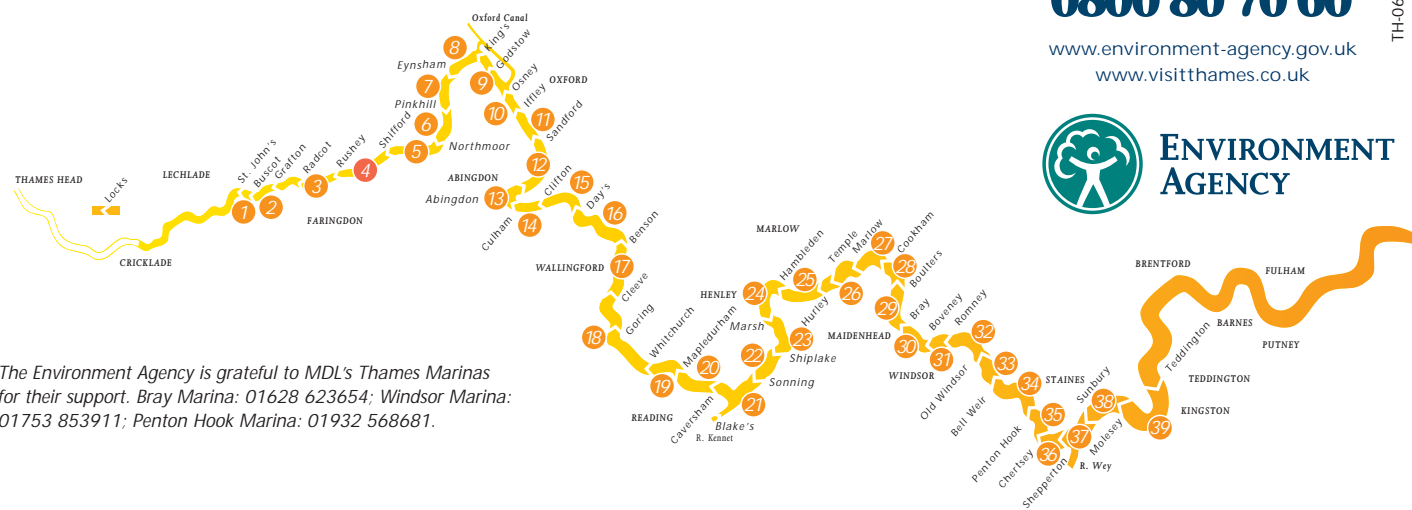 0800 80 70 60
www.environment-agency.gov.uk
www.visitthames.co.uk
TH-06
ENVIRONMENT
AGENCY
Oxford Canal
King's
Godstow
Osney
OXFORD
Iffley
Sandford
8
9
10
11
12
Eynsham
7
Pinkhill
6
Shifford
5
Northmoor
4
Rushey
Radcot
3
Grafton
Buscot
2
St. John's
1
LECHLADE
FARINGDON
THAMES HEAD
Locks
CRICKLADE
ABINGDON
Abingdon
13
Culham
14
Clifton
15
Day's
16
Benson
WALLINGFORD
17
Cleeve
18
Goring
Whitchurch
19
Mapledurham
20
READING
Caversham
21
Blake's
R. Kennet
Sonning
22
Shiplake
23
Marsh
HENLEY
24
MARLOW
Hambleden
25
Hurley
Temple
26
Marlow
27
Cookham
28
Boulters
29
MAIDENHEAD
Bray
30
Boveney
31
WINDSOR
Romney
32
Old Windsor
33
Bell Weir
34
STAINES
Penton Hook
35
Chertsey
36
Shepperton
37
R. Wey
Sunbury
38
Molesey
39
Teddington
TEDDINGTON
KINGSTON
BRENTFORD
FULHAM
BARNES
PUTNEY
The Environment Agency is grateful to MDL's Thames Marinas
for their support. Bray Marina: 01628 623654; Windsor Marina:
01753 853911; Penton Hook Marina: 01932 568681.